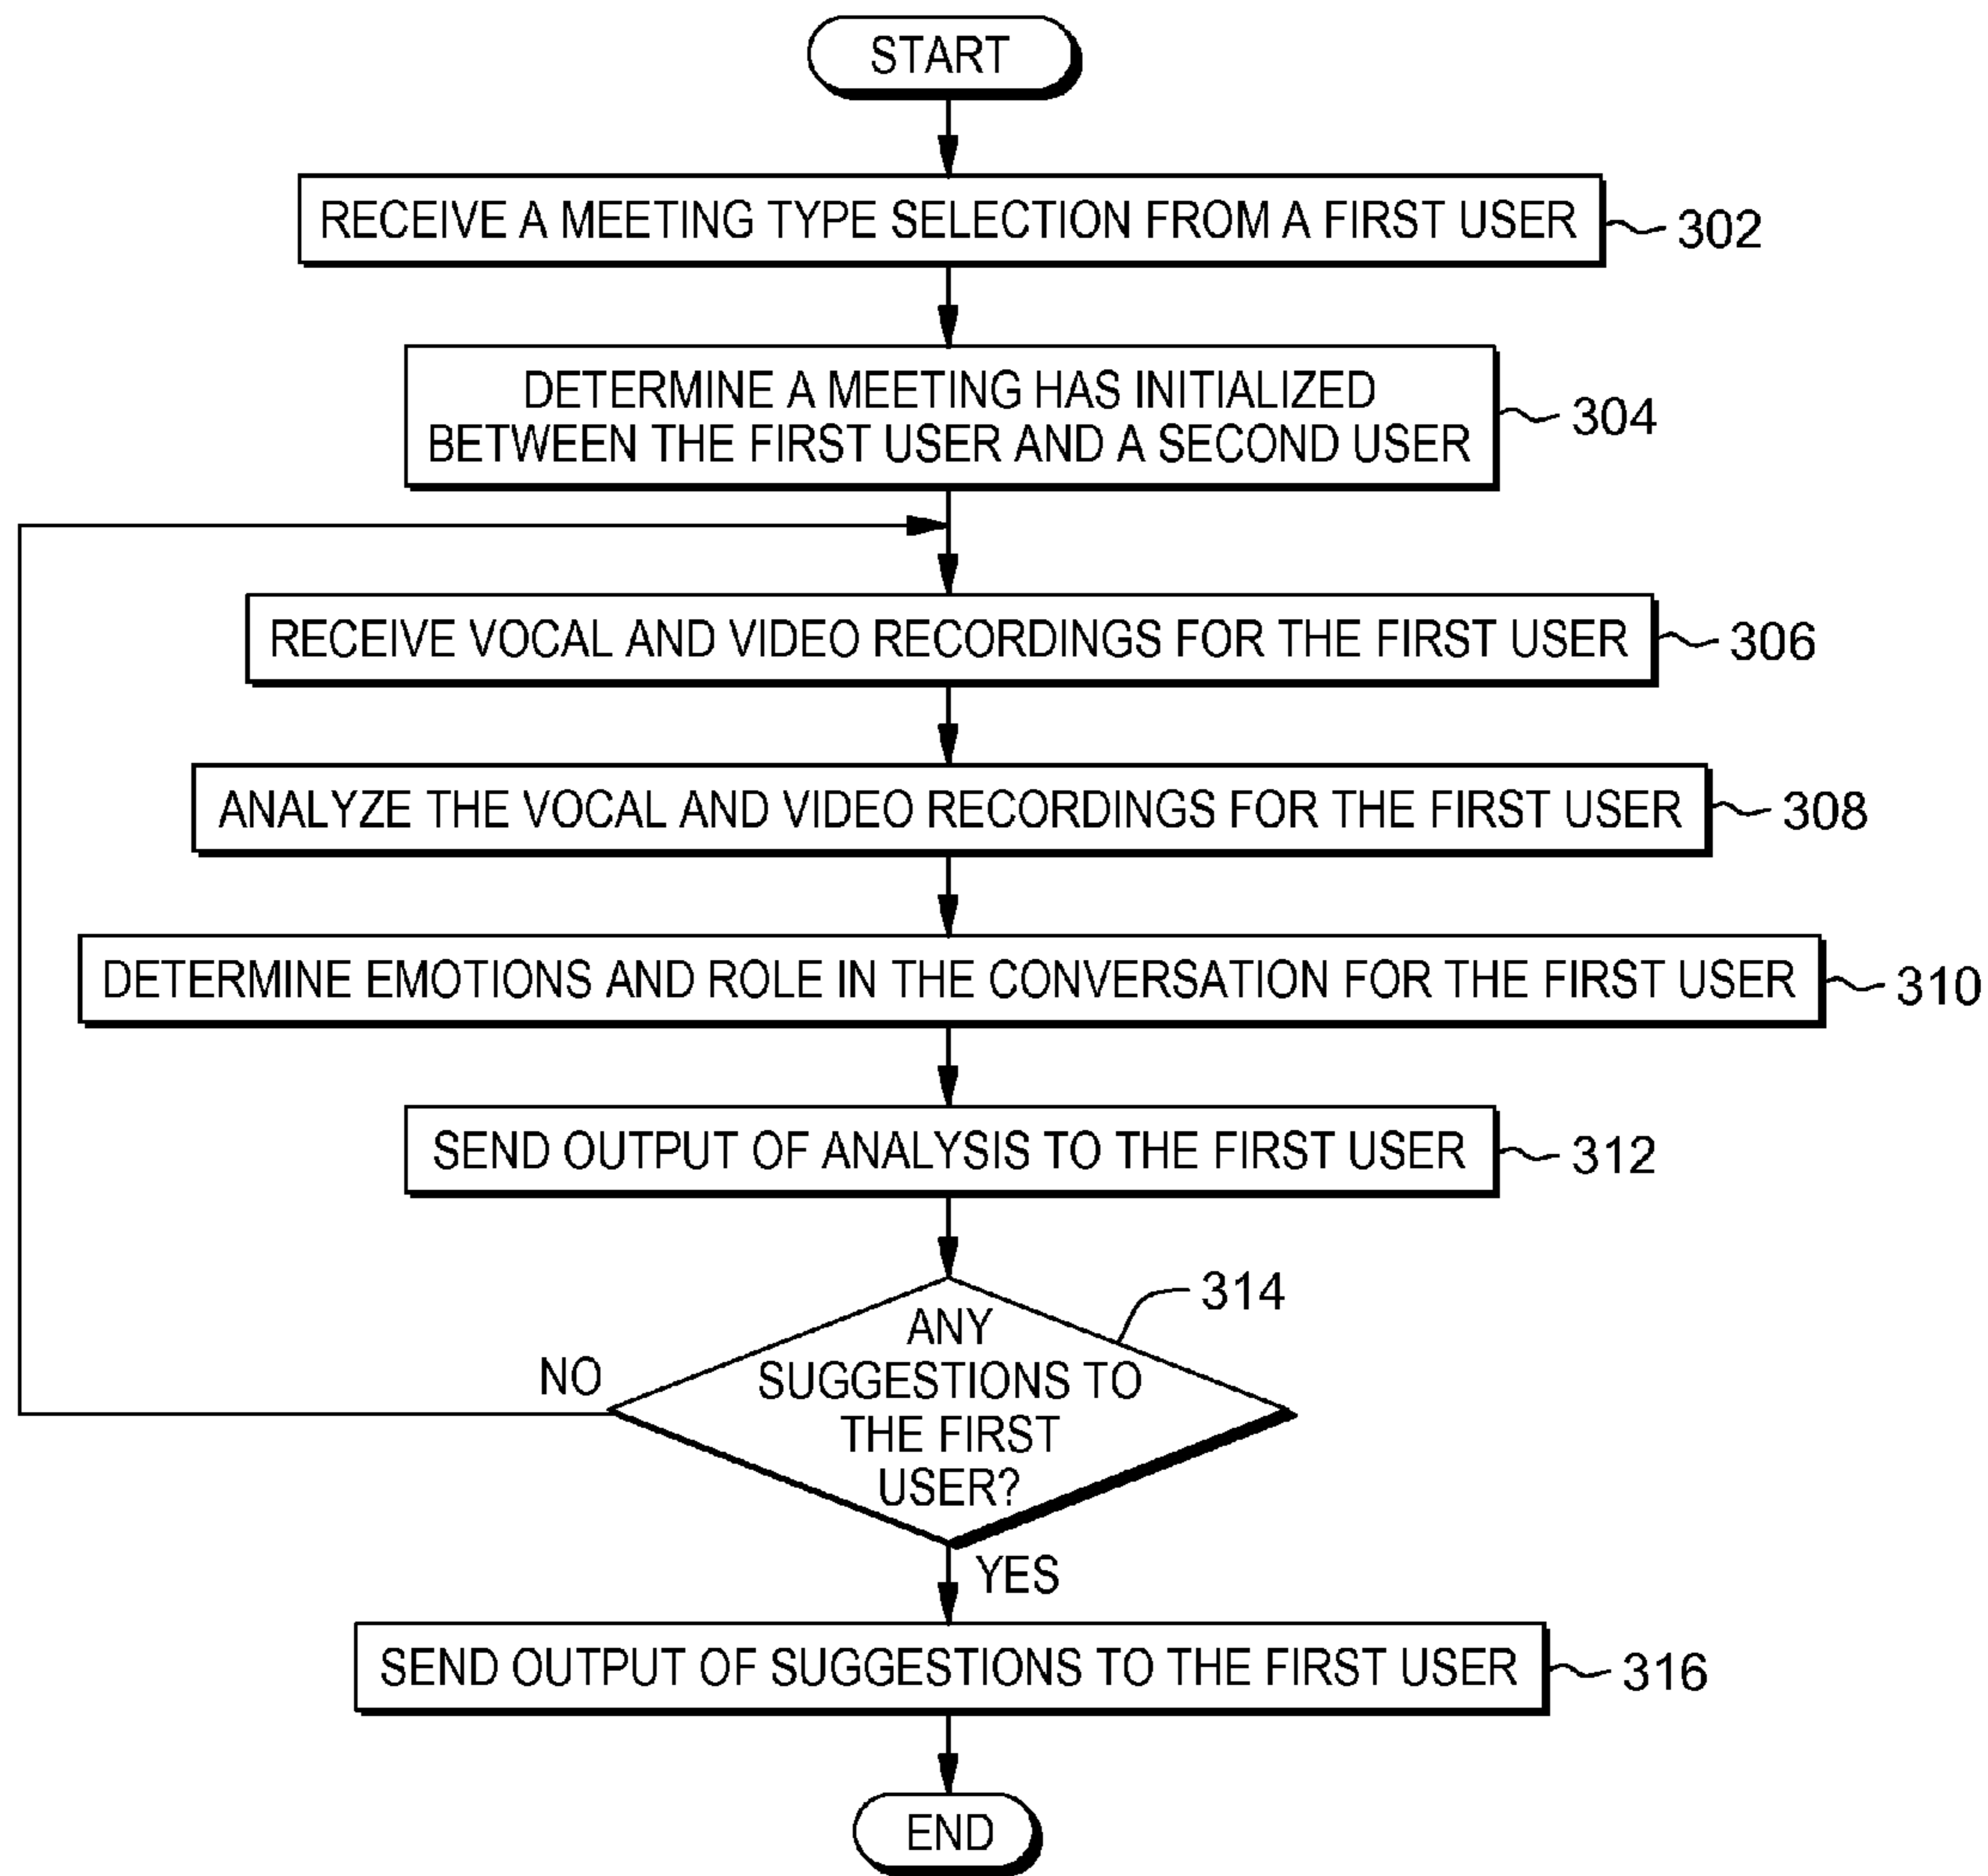 START
RECEIVE A MEETING TYPE SELECTION FROM A FIRST USER
302
DETERMINE A MEETING HAS INITIALIZED
BETWEEN THE FIRST USER AND A SECOND USER
304
RECEIVE VOCAL AND VIDEO RECORDINGS FOR THE FIRST USER
306
ANALYZE THE VOCAL AND VIDEO RECORDINGS FOR THE FIRST USER
308
DETERMINE EMOTIONS AND ROLE IN THE CONVERSATION FOR THE FIRST USER
310
SEND OUTPUT OF ANALYSIS TO THE FIRST USER
312
314
ANY
SUGGESTIONS TO
THE FIRST
USER?
NO
YES
SEND OUTPUT OF SUGGESTIONS TO THE FIRST USER
316
END